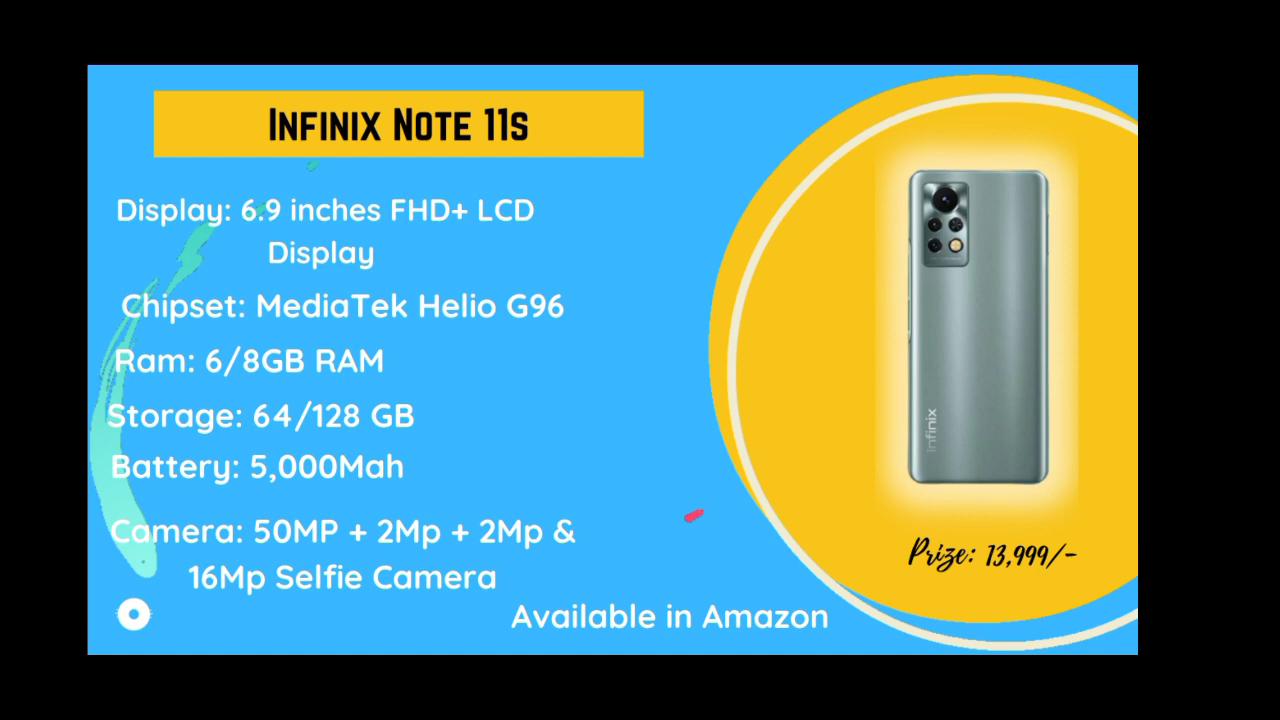 Infinix Note 11s
Display: 6.9 inches FHD+ LCD
Display
Chipset: MediaTek Helio G96
Ram: 6/8GB RAM
Storage: 64/128 GB
Battery: 5,000Mah
Camera: 50MP + 2Mp + 2Mp &
16Mp Selfie Camera
Available in Amazon
Infinix
Prize: 13,999/-